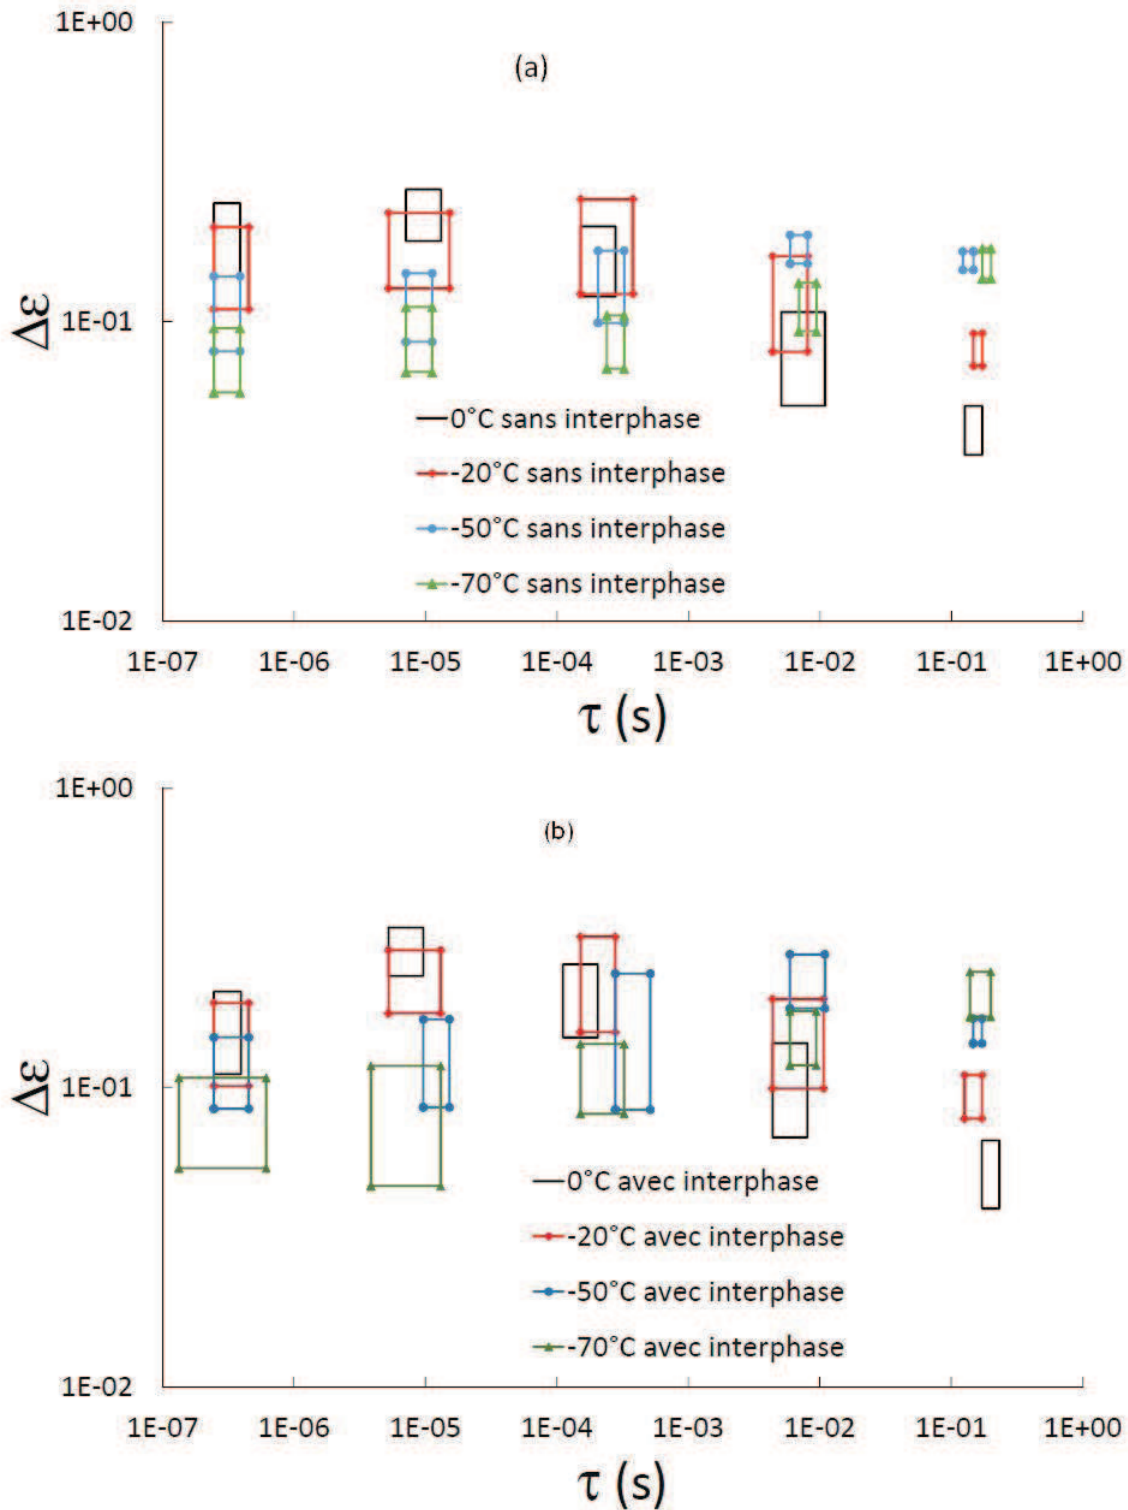 1E+00
(a)
Δε
1E-01
0°C sans interphase
-20°C sans interphase
-50°C sans interphase
-70°C sans interphase
1E-02
1E-07 1E-06 1E-05 1E-04 1E-03 1E-02 1E-01 1E+00
τ (s)
1E+00
(b)
Δε
1E-01
0°C avec interphase
-20°C avec interphase
-50°C avec interphase
-70°C avec interphase
1E-02
1E-07 1E-06 1E-05 1E-04 1E-03 1E-02 1E-01 1E+00
τ (s)